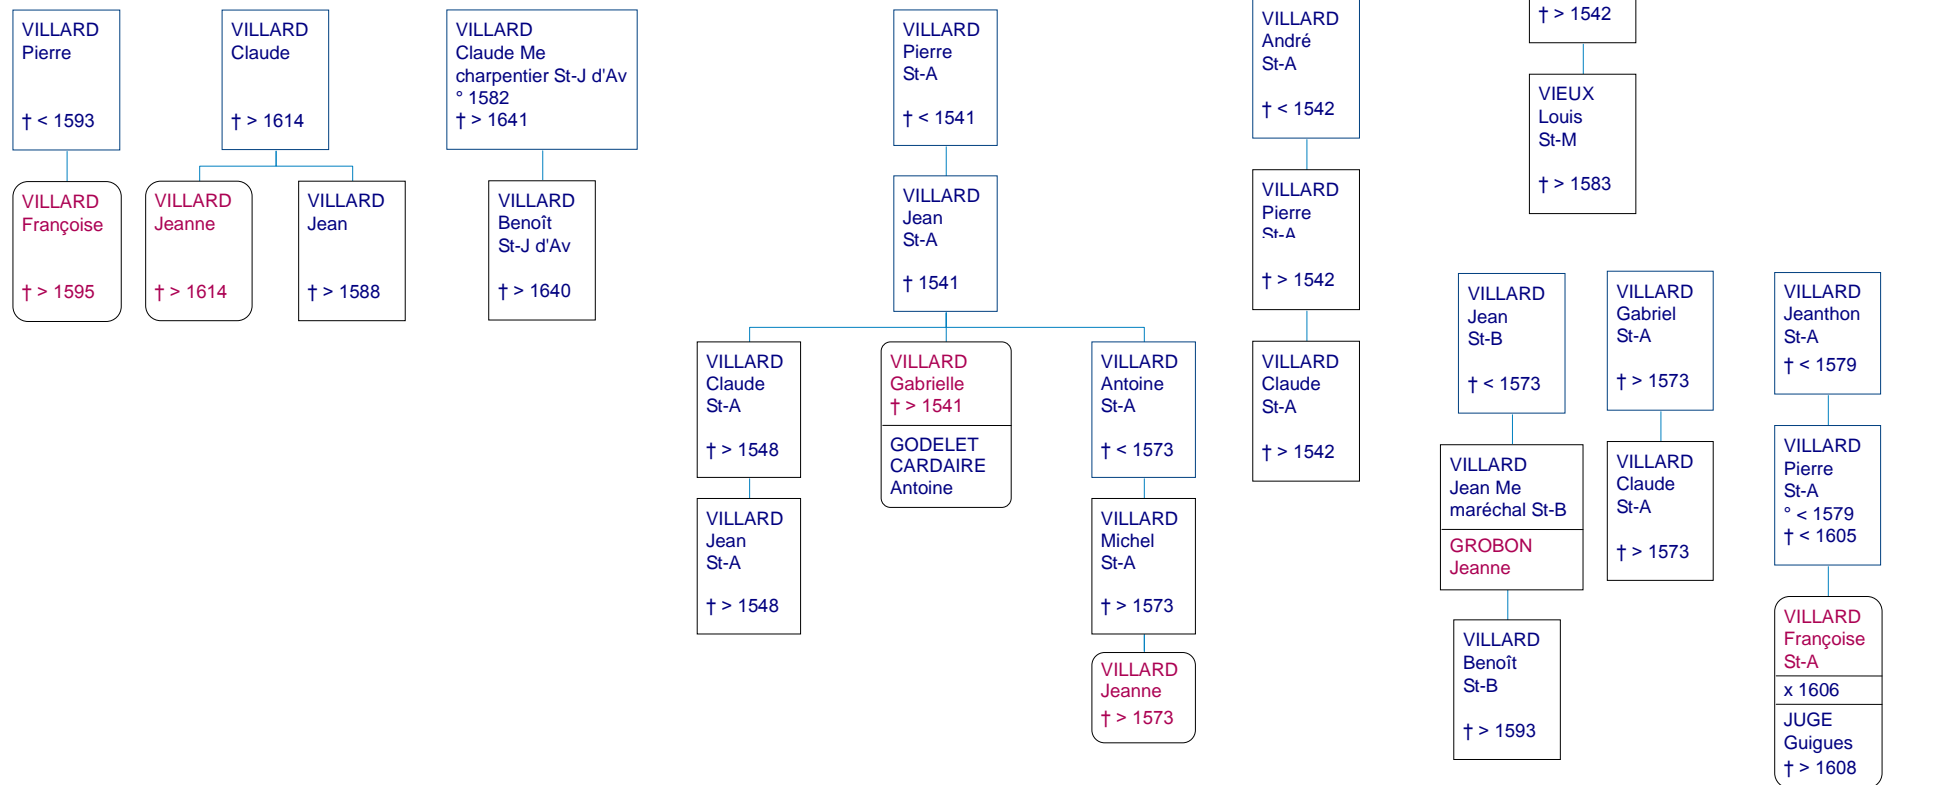 VILLARD
Pierre
† < 1593
VILLARD
Françoise
† > 1595
VILLARD
Claude
† > 1614
VILLARD
Jeanne
† > 1614
VILLARD
Jean
† > 1588
VILLARD
Claude Me
charpentier St-J d'Av
° 1582
† > 1641
VILLARD
Benoît
St-J d'Av
† > 1640
VILLARD
Pierre
St-A
† < 1541
VILLARD
Jean
St-A
† 1541
VILLARD
Claude
St-A
† > 1548
VILLARD
Jean
St-A
† > 1548
VILLARD
Gabrielle
† > 1541
GODELET
CARDAIRE
Antoine
VILLARD
Antoine
St-A
† < 1573
VILLARD
Michel
St-A
† > 1573
VILLARD
Jeanne
† > 1573
VILLARD
André
St-A
† < 1542
VILLARD
Pierre
St-A
† > 1542
VILLARD
Claude
St-A
† > 1542
† > 1542
VIEUX
Louis
St-M
† > 1583
VILLARD
Jean
St-B
† < 1573
VILLARD
Jean Me
maréchal St-B
GROBON
Jeanne
VILLARD
Benoît
St-B
† > 1593
VILLARD
Gabriel
St-A
† > 1573
VILLARD
Claude
St-A
† > 1573
VILLARD
Jeanthon
St-A
† < 1579
VILLARD
Pierre
St-A
° < 1579
† < 1605
VILLARD
Françoise
St-A
x 1606
JUGE
Guigues
† > 1608